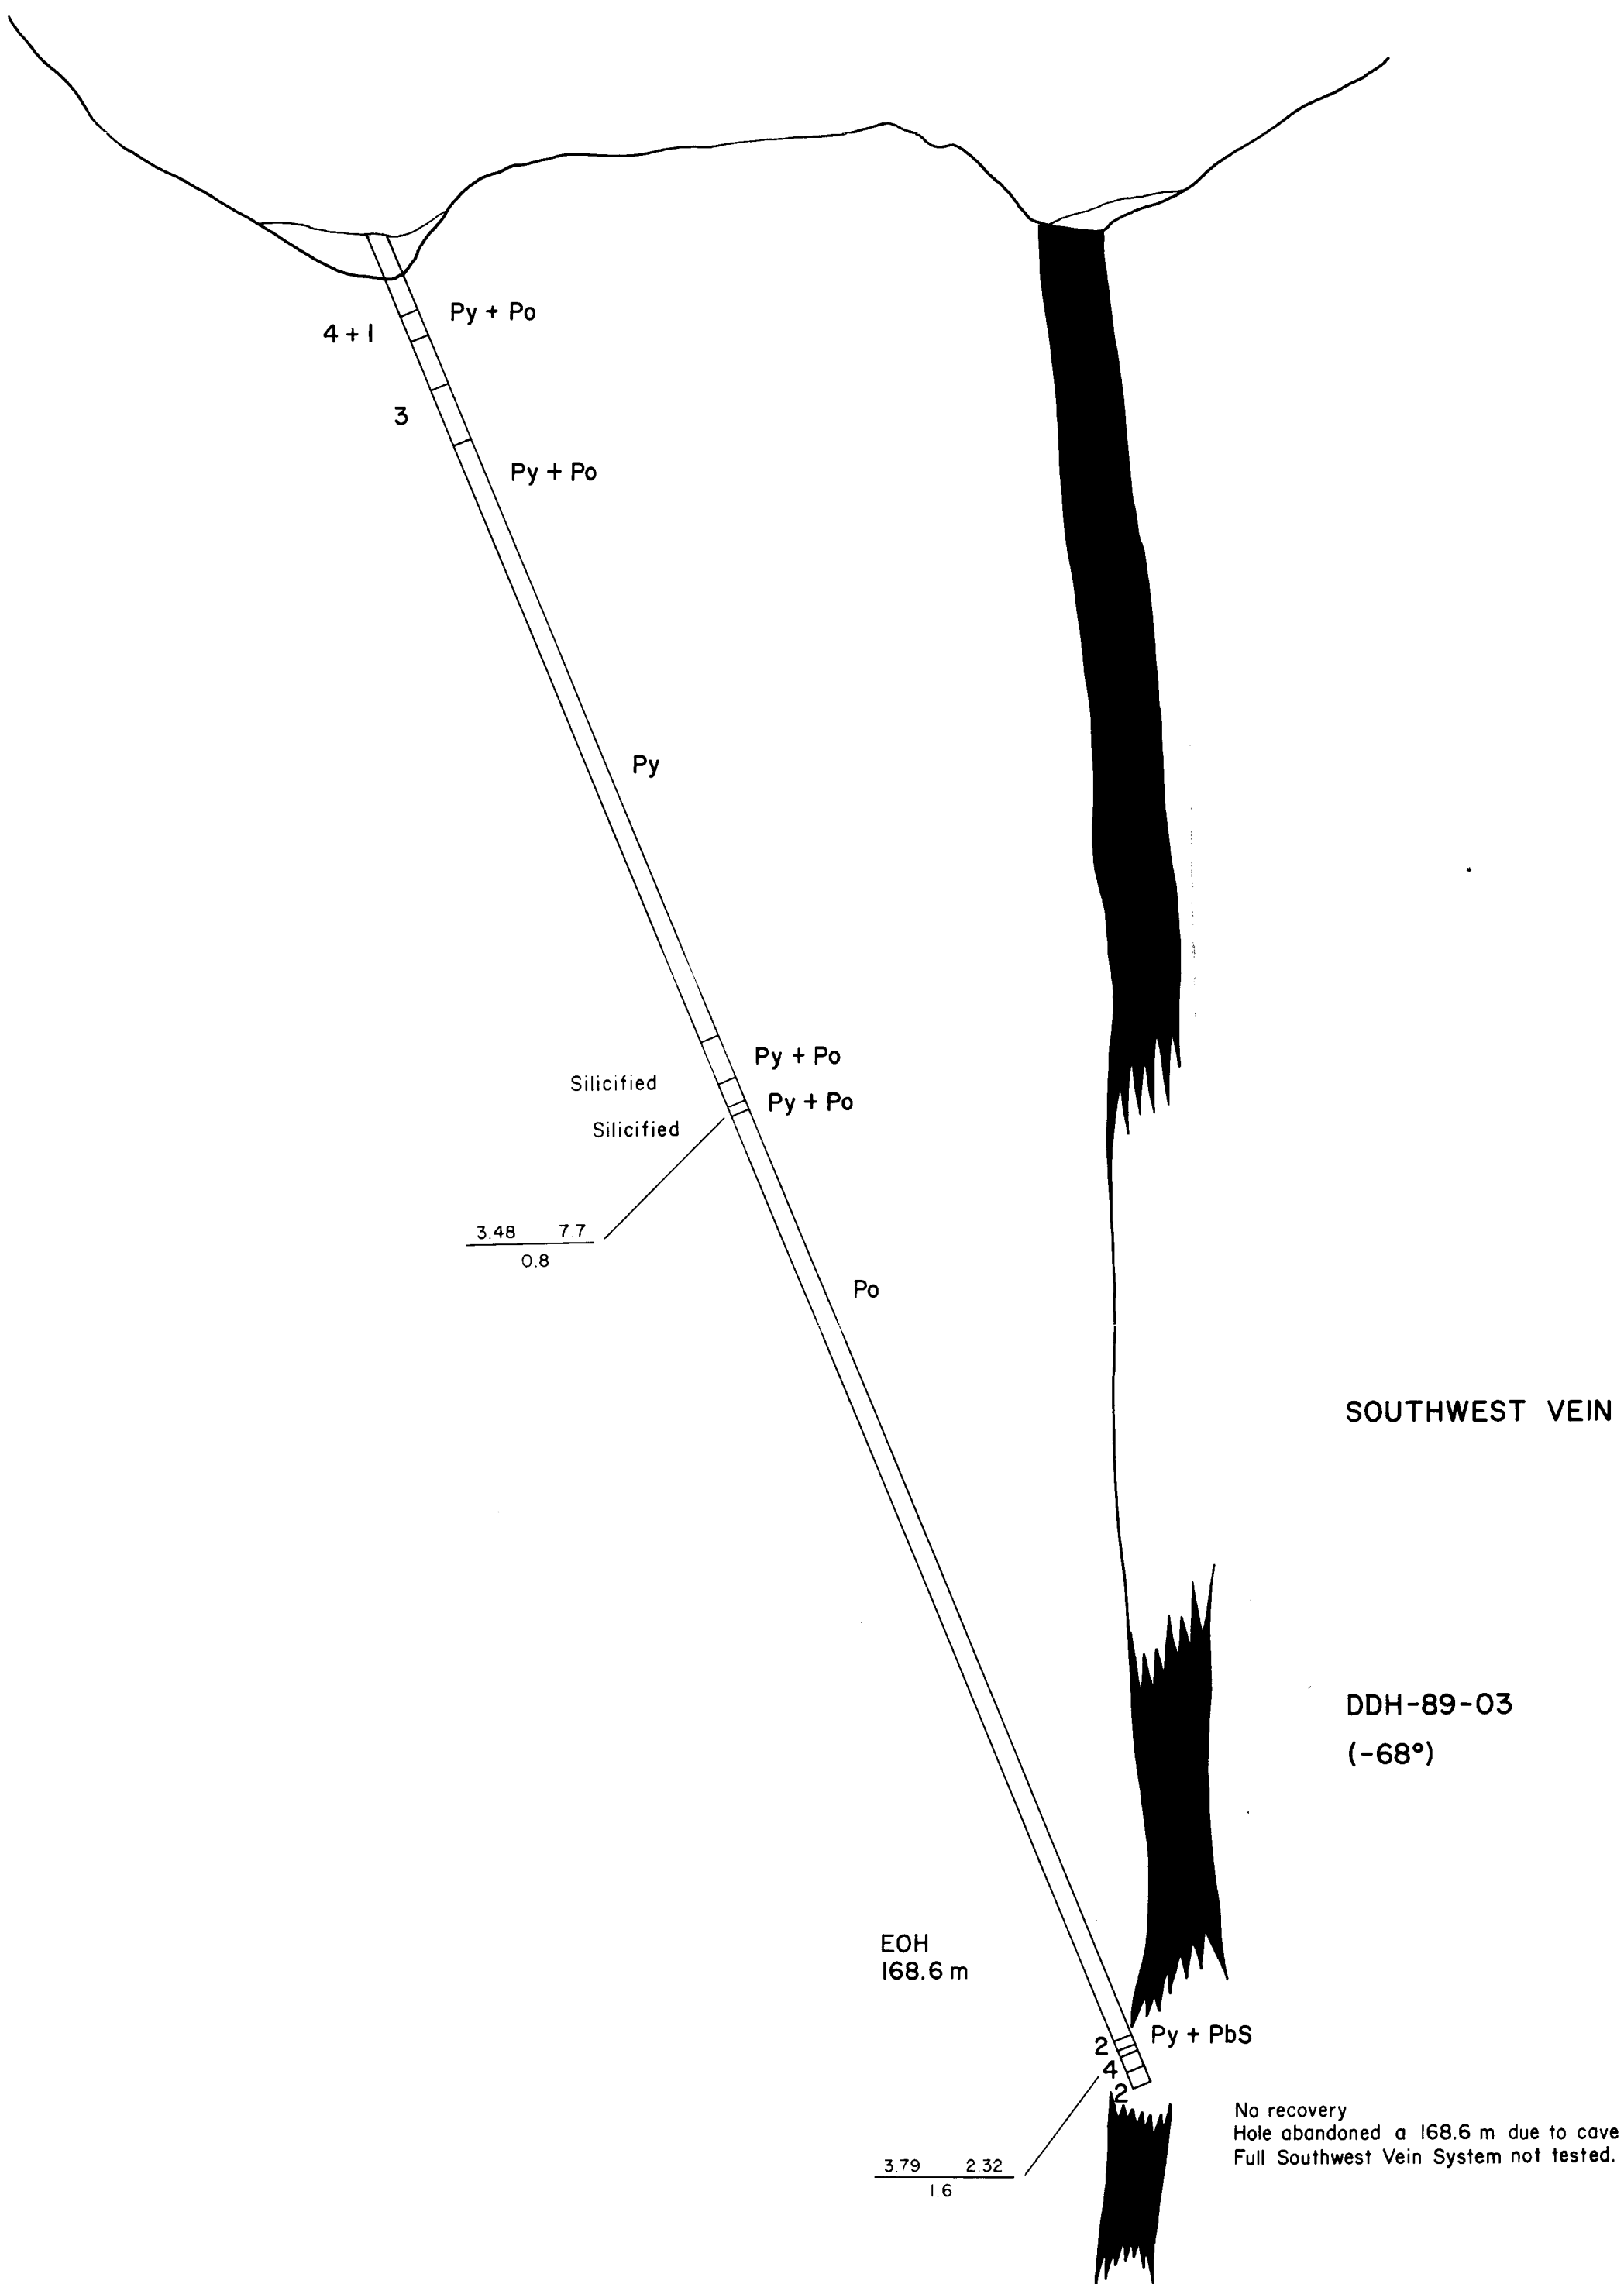 Py + Po
4 + 1
3
Py + Po
Py
Py + Po
Silicified
Py + Po
Silicified
3.48 7.7
0.8
Po
SOUTHWEST VEIN
DDH-89-03
(-68°)
EOH
168.6 m
Py + PbS
2
4
2
No recovery
Hole abandoned a 168.6 m due to cave
Full Southwest Vein System not tested.
3.79 2.32
1.6